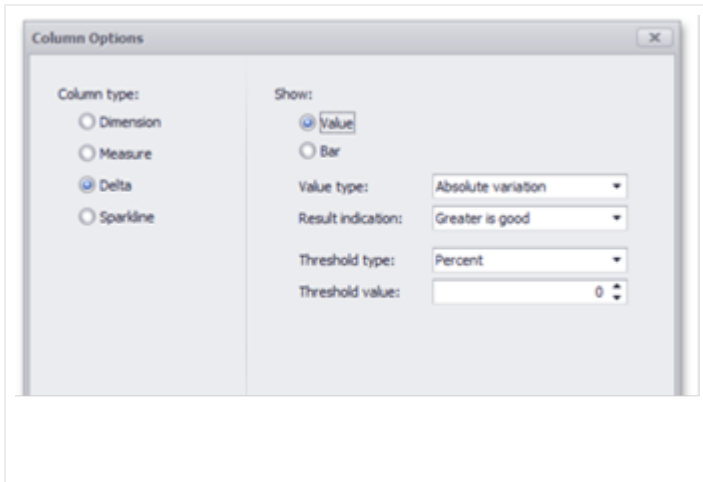 Column Options
Column type:
Dimension
Measure
Delta
Sparkline
Show:
Value
Bar
Value type: Absolute variation
Result indication: Greater is good
Threshold type: Percent
Threshold value: 0